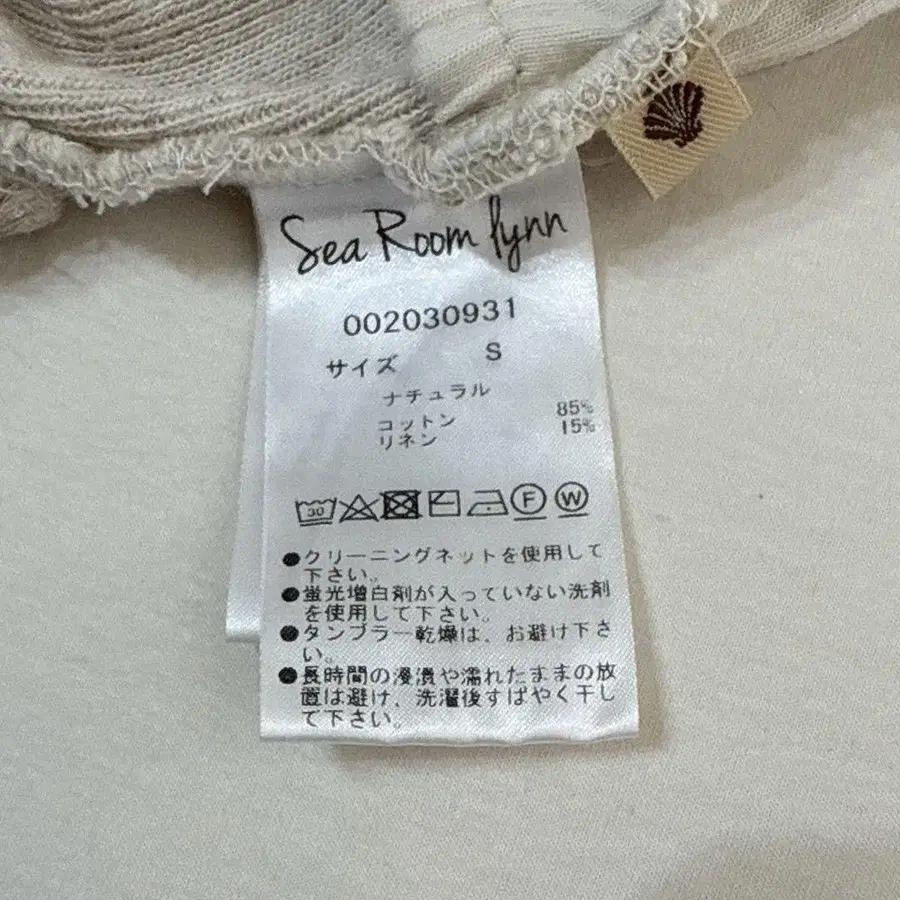 Sea Room lynn
002030931
サイズ S
ナチュラル
コットン 85%
リネン 15%
30 F W
●クリーニングネットを使用して
下さい。
●蛍光増白剤が入っていない洗剤
を使用して下さい。
●タンブラー乾燥は、お避け下さ
い。
●長時間の浸漬や濡れたままの放
置は避け、洗濯後すばやく干し
て下さい。